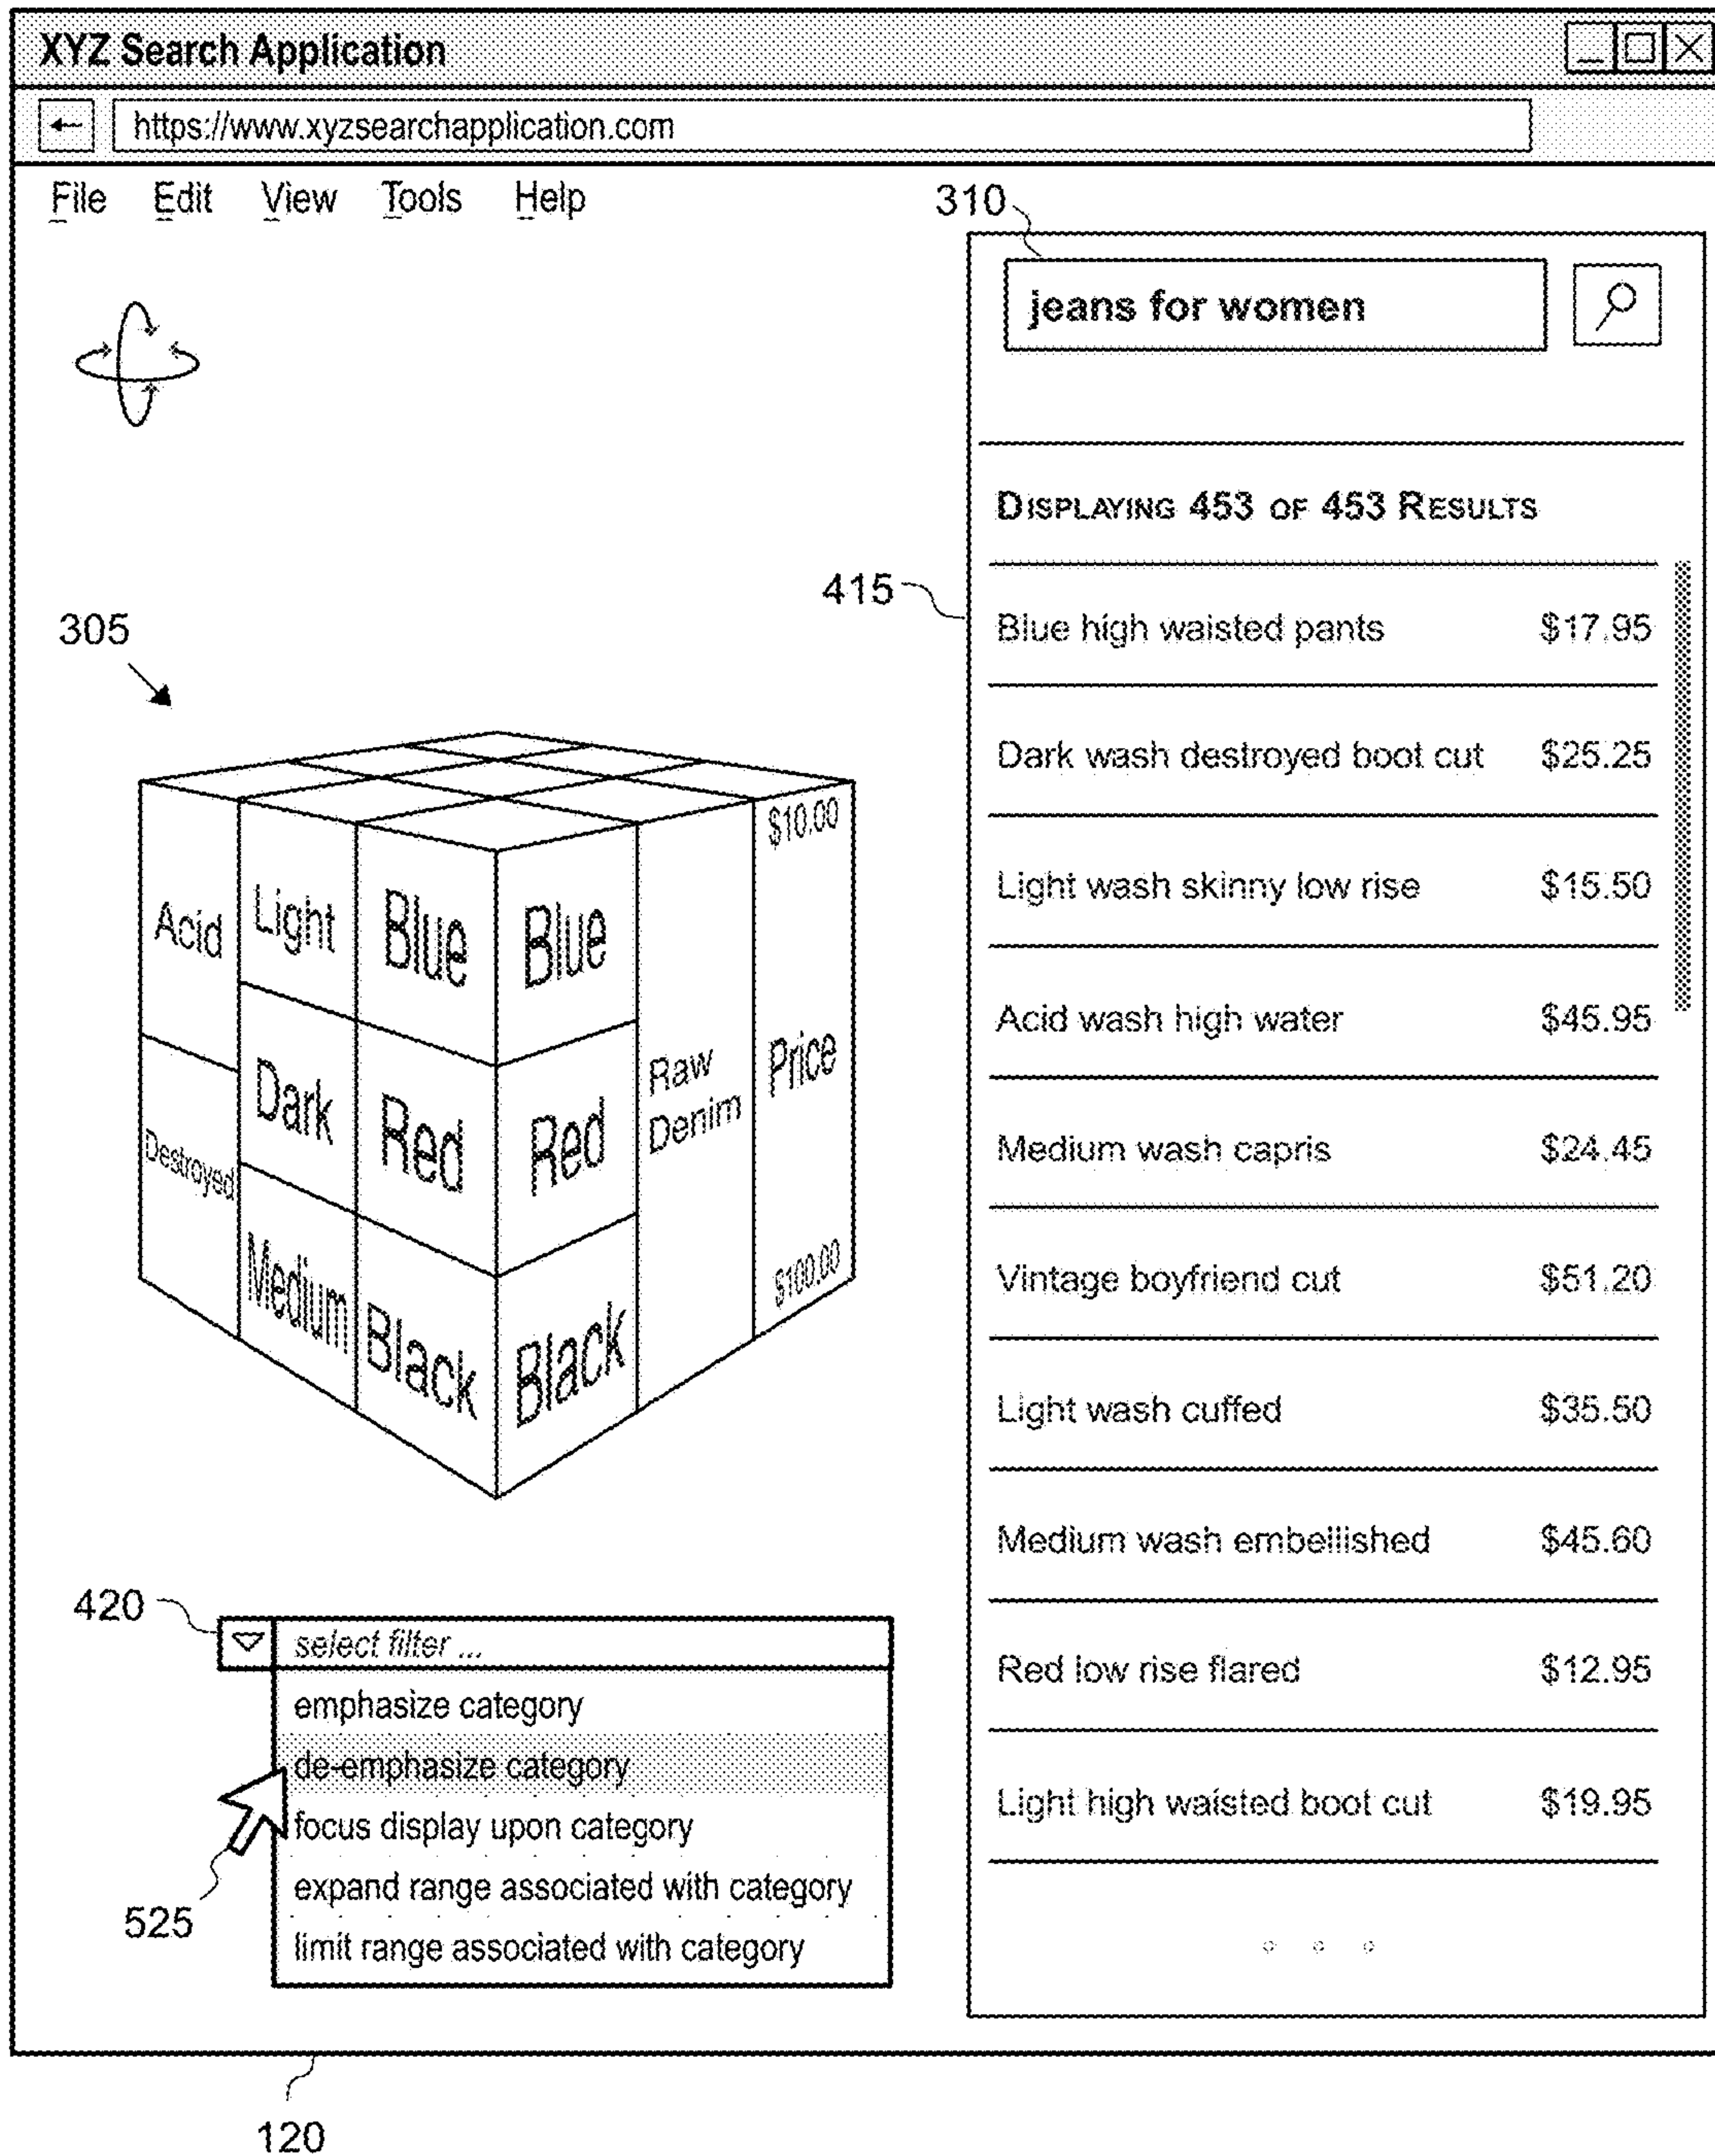 XYZ Search Application
https://www.xyzsearchapplication.com
File Edit View Tools Help
310
jeans for women
DISPLAYING 453 OF 453 RESULTS
415
Blue high waisted pants $17.95
Dark wash destroyed boot cut $25.25
Light wash skinny low rise $15.50
Acid wash high water $45.95
Medium wash capris $24.45
Vintage boyfriend cut $51.20
Light wash cuffed $35.50
Medium wash embellished $45.60
Red low rise flared $12.95
Light high waisted boot cut $19.95
305
Acid
Destroyed
Light
Dark
Medium
Blue
Red
Black
Blue
Red
Black
Raw
Denim
$10.00
Price
$100.00
420
select filter ...
emphasize category
de-emphasize category
focus display upon category
expand range associated with category
limit range associated with category
525
120